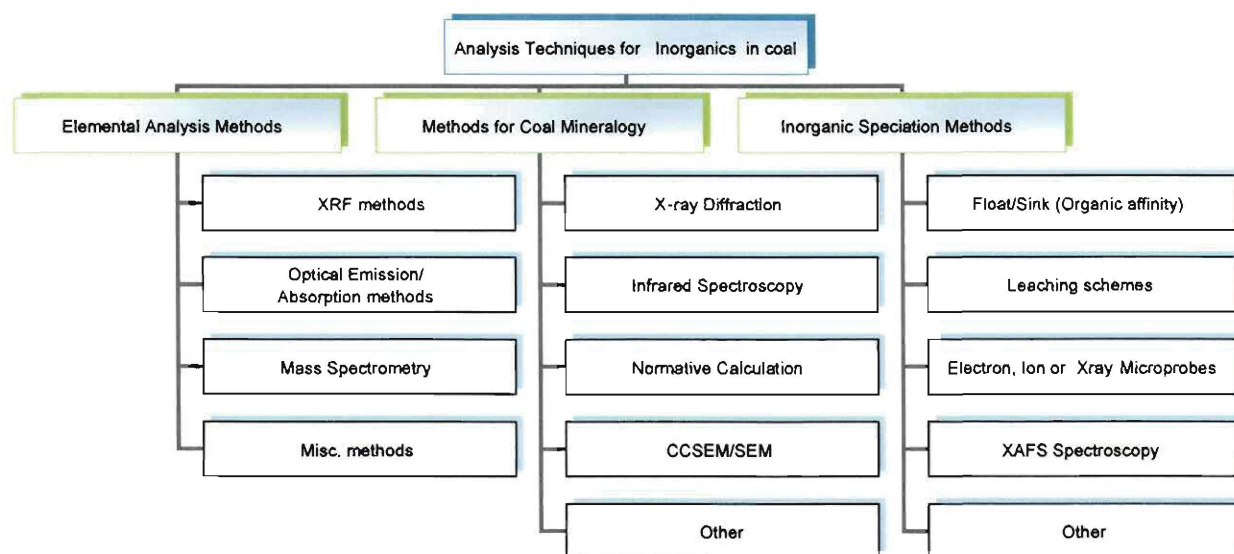 Analysis Techniques for Inorganics in coal
Elemental Analysis Methods
Methods for Coal Mineralogy
Inorganic Speciation Methods
XRF methods
Optical Emission/
Absorption methods
Mass Spectrometry
Misc. methods
X-ray Diffraction
Infrared Spectroscopy
Normative Calculation
CCSEM/SEM
Other
Float/Sink (Organic affinity)
Leaching schemes
Electron, Ion or Xray Microprobes
XAFS Spectroscopy
Other